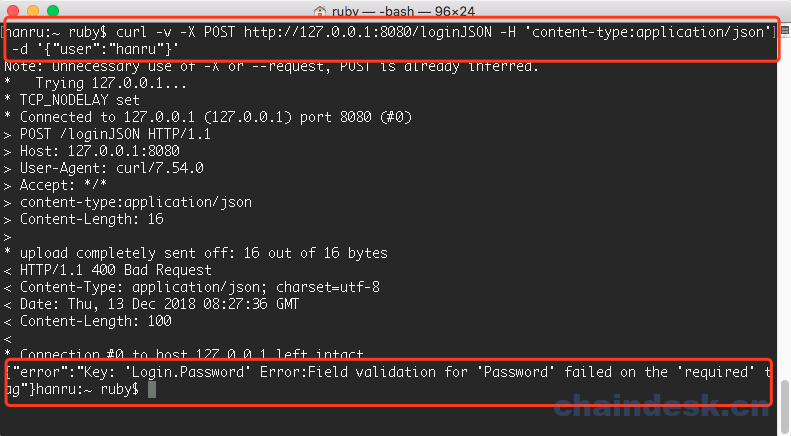 ruby — -bash — 96×24
[hanru:~ ruby$ curl -v -X POST http://127.0.0.1:8080/loginJSON -H 'content-type:application/json']
 -d '{"user":"hanru"}'
Note: Unnecessary use of -X or --request, POST is already inferred.
*   Trying 127.0.0.1...
* TCP_NODELAY set
* Connected to 127.0.0.1 (127.0.0.1) port 8080 (#0)
> POST /loginJSON HTTP/1.1
> Host: 127.0.0.1:8080
> User-Agent: curl/7.54.0
> Accept: */*
> content-type:application/json
> Content-Length: 16
>
* upload completely sent off: 16 out of 16 bytes
< HTTP/1.1 400 Bad Request
< Content-Type: application/json; charset=utf-8
< Date: Thu, 13 Dec 2018 08:27:36 GMT
< Content-Length: 100
<
* Connection #0 to host 127.0.0.1 left intact
{"error":"Key: 'Login.Password' Error:Field validation for 'Password' failed on the 'required' t
ag"}hanru:~ ruby$
chaindesk.cn